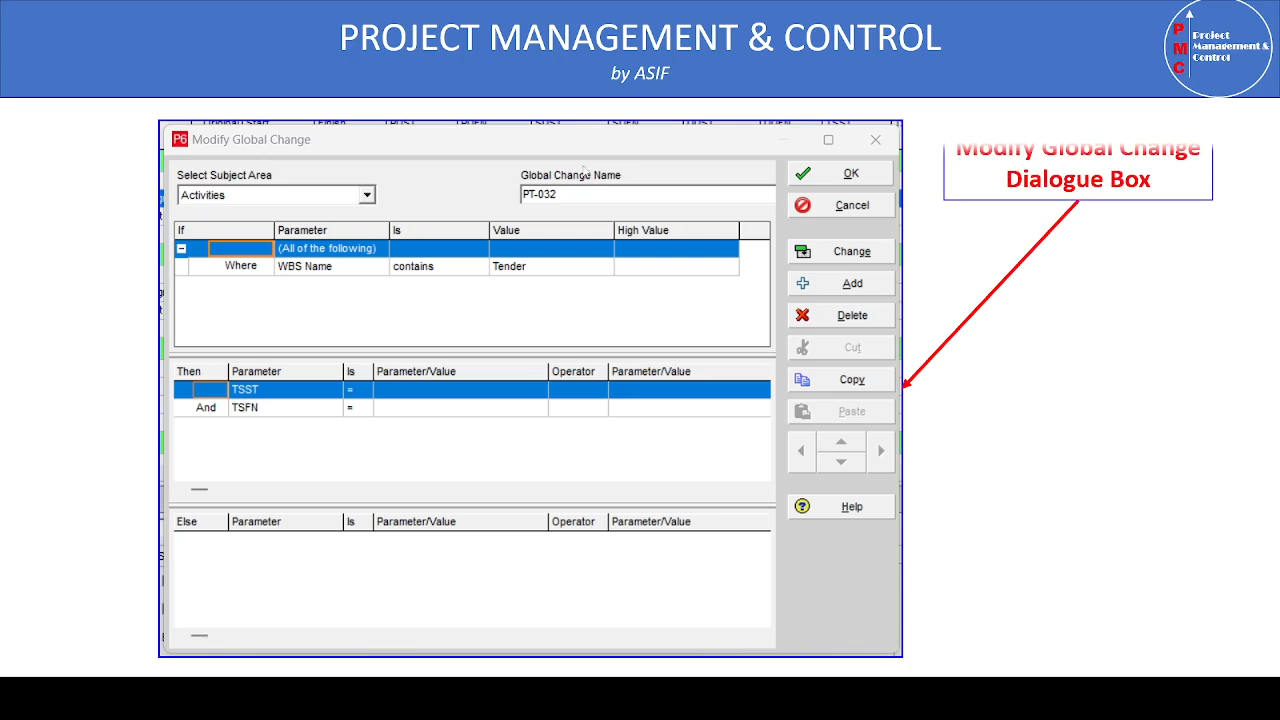 PROJECT MANAGEMENT & CONTROL
by ASIF
P Project
M Management &
C Control
P6 Modify Global Change
Modify Global Change
Dialogue Box
Select Subject Area
Global Change Name
Activities
PT-032
OK
Cancel
Change
Add
Delete
Cut
Copy
Paste
Help
If Parameter Is Value High Value
(All of the following)
Where WBS Name contains Tender
Then Parameter Is Parameter/Value Operator Parameter/Value
TSST =
And TSFN =
Else Parameter Is Parameter/Value Operator Parameter/Value